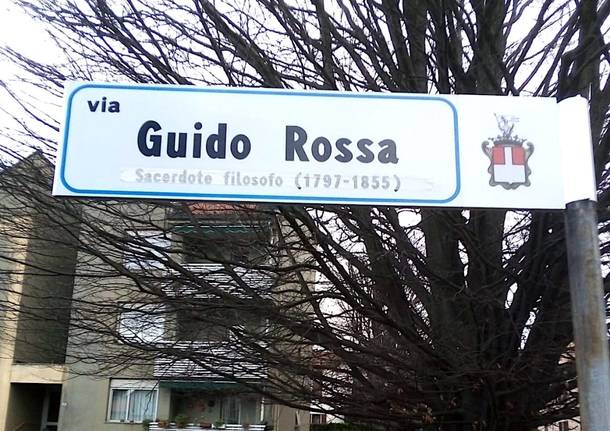 via
Guido Rossa
Sacerdote filosofo (1797-1855)